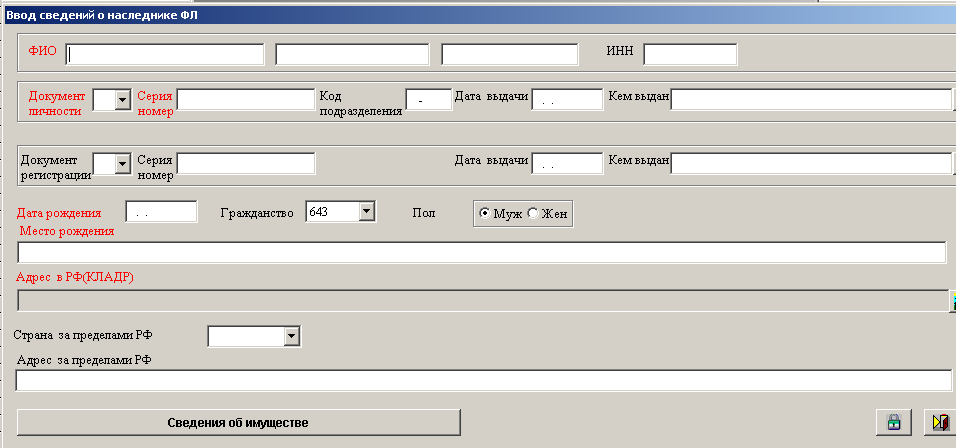 Ввод сведений о наследнике ФЛ
ФИО ИНН
Документ личности Серия номер Код подразделения - Дата выдачи . . Кем выдан
Документ регистрации Серия номер Дата выдачи . . Кем выдан
Дата рождения . . Гражданство 643 Пол Муж Жен
Место рождения
Адрес в РФ(КЛАДР)
Страна за пределами РФ
Адрес за пределами РФ
Сведения об имуществе